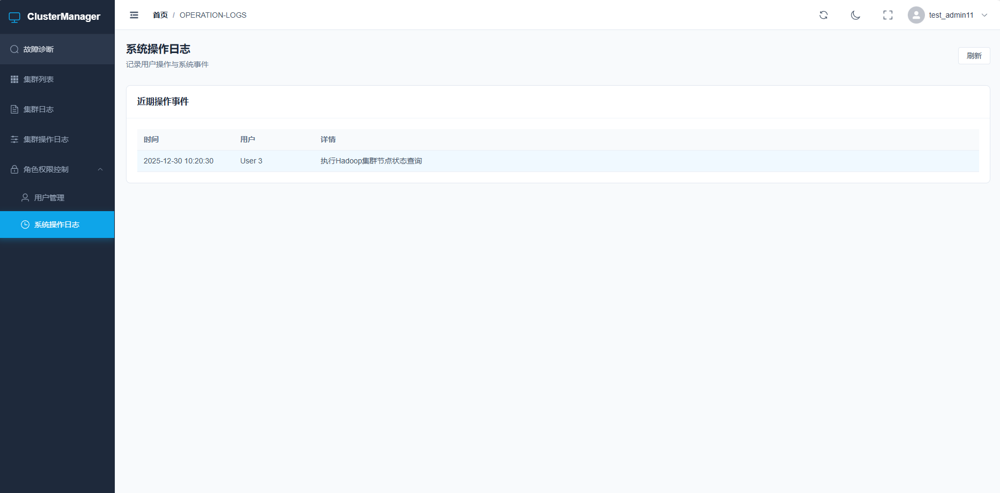 ClusterManager
故障诊断
集群列表
集群日志
集群操作日志
角色权限控制
用户管理
系统操作日志
首页 / OPERATION-LOGS
test_admin11
系统操作日志
记录用户操作与系统事件
刷新
近期操作事件
时间 用户 详情
2025-12-30 10:20:30 User 3 执行Hadoop集群节点状态查询